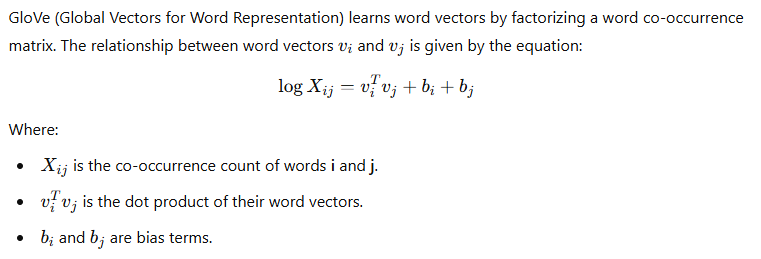 GloVe (Global Vectors for Word Representation) learns word vectors by factorizing a word co-occurrence
matrix. The relationship between word vectors $v_i$ and $v_j$ is given by the equation:
$\log X_{ij} = v_i^T v_j + b_i + b_j$
Where:
• $X_{ij}$ is the co-occurrence count of words i and j.
• $v_i^T v_j$ is the dot product of their word vectors.
• $b_i$ and $b_j$ are bias terms.